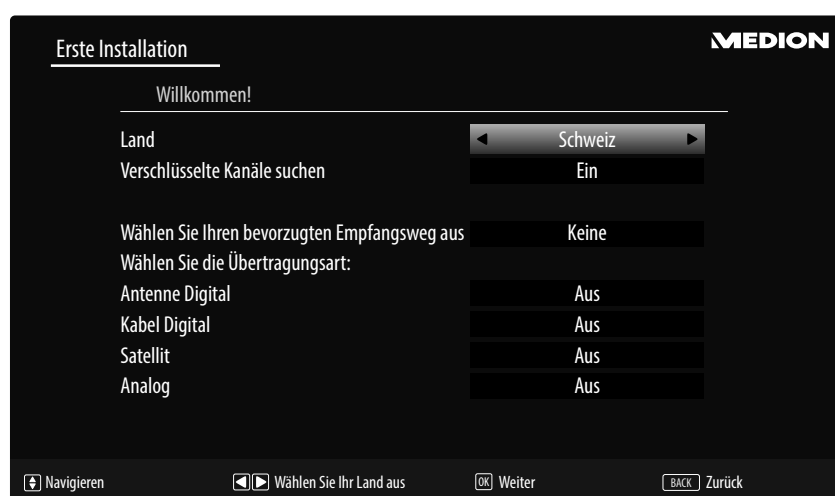 Erste Installation
MEDION
Willkommen!
Land Schweiz
Verschlüsselte Kanäle suchen Ein
Wählen Sie Ihren bevorzugten Empfangsweg aus Keine
Wählen Sie die Übertragungsart:
Antenne Digital Aus
Kabel Digital Aus
Satellit Aus
Analog Aus
Navigieren Wählen Sie Ihr Land aus OK Weiter BACK Zurück